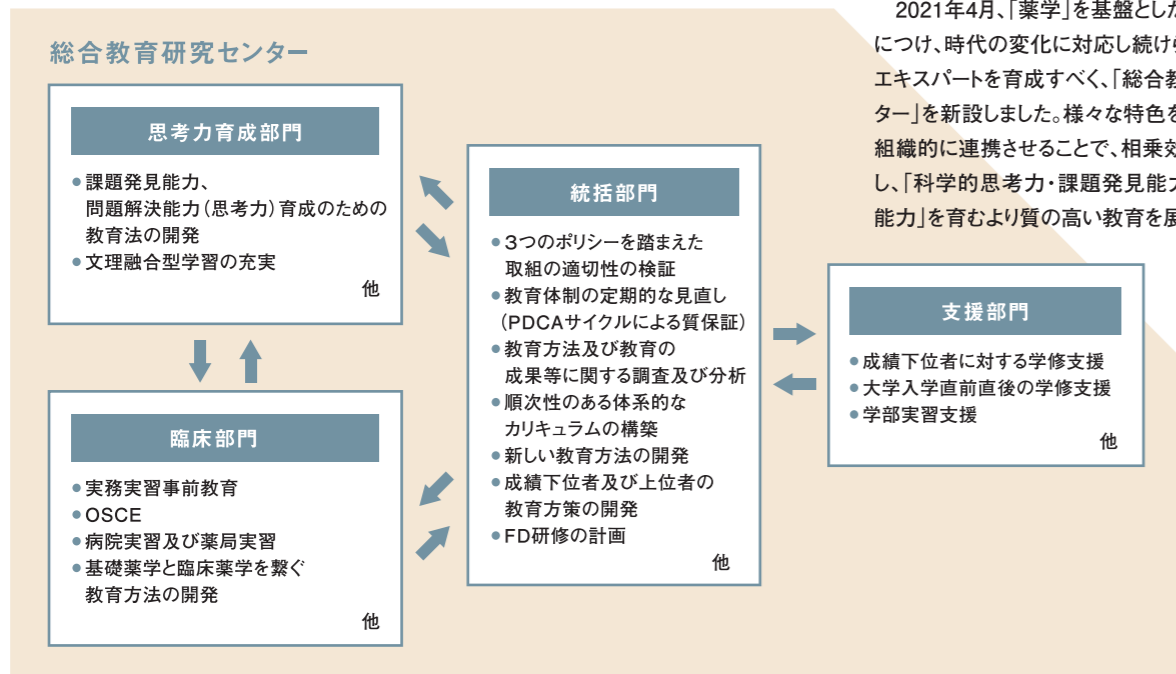 2021年4月、「薬学」を基盤とした
につけ、時代の変化に対応し続け
エキスパートを育成すべく、「総合教
ター」を新設しました。様々な特色を
組織的に連携させることで、相乗効
し、「科学的思考力・課題発見能力
能力」を育むより質の高い教育を展
総合教育研究センター
思考力育成部門
●課題発見能力、
問題解決能力(思考力)育成のための
教育法の開発
●文理融合型学習の充実
他
臨床部門
●実務実習事前教育
●OSCE
●病院実習及び薬局実習
●基礎薬学と臨床薬学を繋ぐ
教育方法の開発
他
統括部門
●3つのポリシーを踏まえた
取組の適切性の検証
●教育体制の定期的な見直し
(PDCAサイクルによる質保証)
●教育方法及び教育の
成果等に関する調査及び分析
●順次性のある体系的な
カリキュラムの構築
●新しい教育方法の開発
●成績下位者及び上位者の
教育方策の開発
●FD研修の計画
他
支援部門
●成績下位者に対する学修支援
●大学入学直前直後の学修支援
●学部実習支援
他